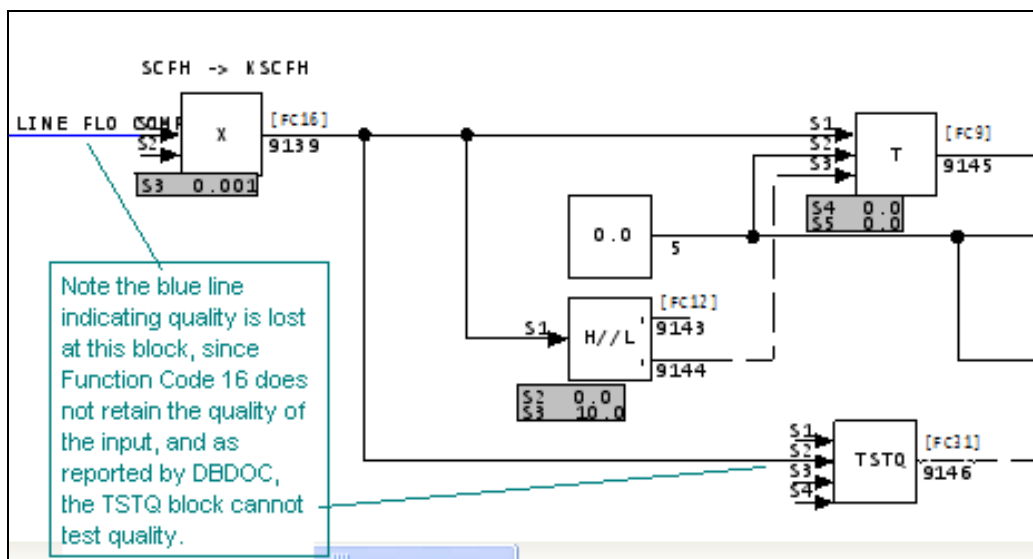 SCFH -> KSCFH
LINE FLO COMP
S1
S2
X
[FC16]
9139
S3 0.001
S1
S2
S3
T
[FC9]
9145
S4 0.0
S5 0.0
0.0
5
S1
H//L
[FC12]
9143
9144
S2 0.0
S3 10.0
S1
S2
S3
S4
TSTQ
[FC31]
9146
Note the blue line
indicating quality is lost
at this block, since
Function Code 16 does
not retain the quality of
the input, and as
reported by DBDOC,
the TSTQ block cannot
test quality.